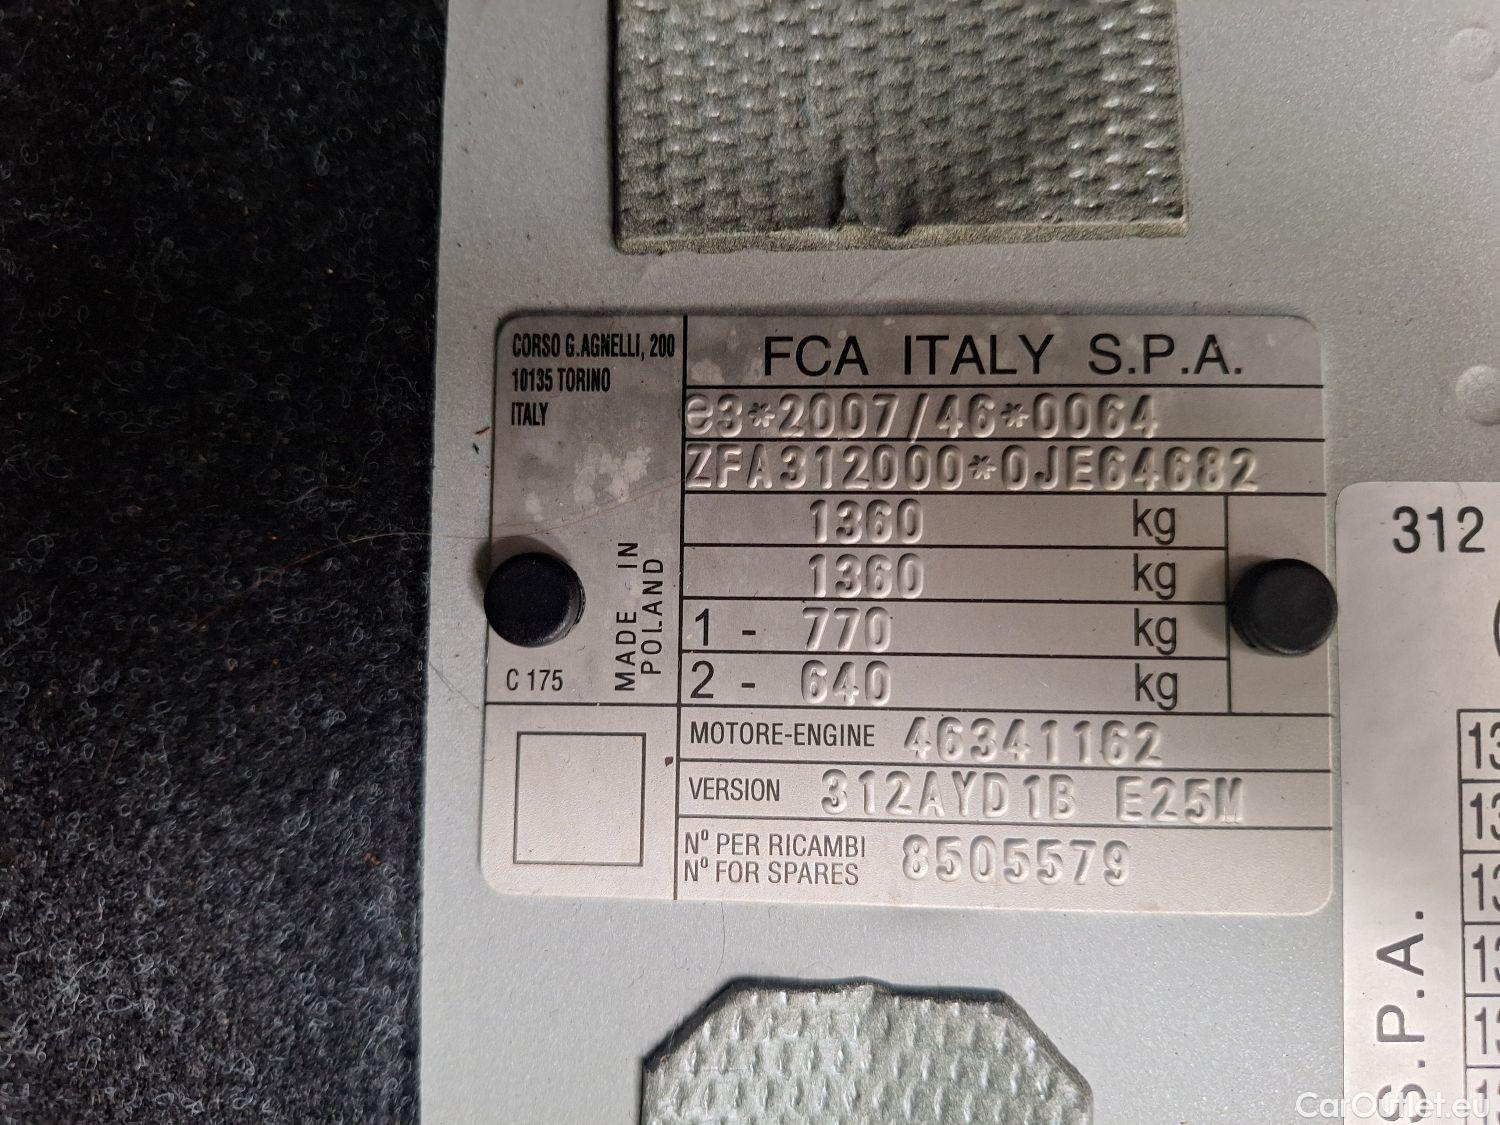 CORSO G.AGNELLI, 200
10135 TORINO
ITALY
MADE IN
POLAND
C 175
FCA ITALY S.P.A.
e3*2007/46*0064
ZFA312000*0JE64682
1360 kg
1360 kg
1 - 770 kg
2 - 640 kg
MOTORE-ENGINE 46341162
VERSION 312AYD1B E25M
Nº PER RICAMBI
Nº FOR SPARES 8505579
312
S.P.A.
CarOutlet.eu